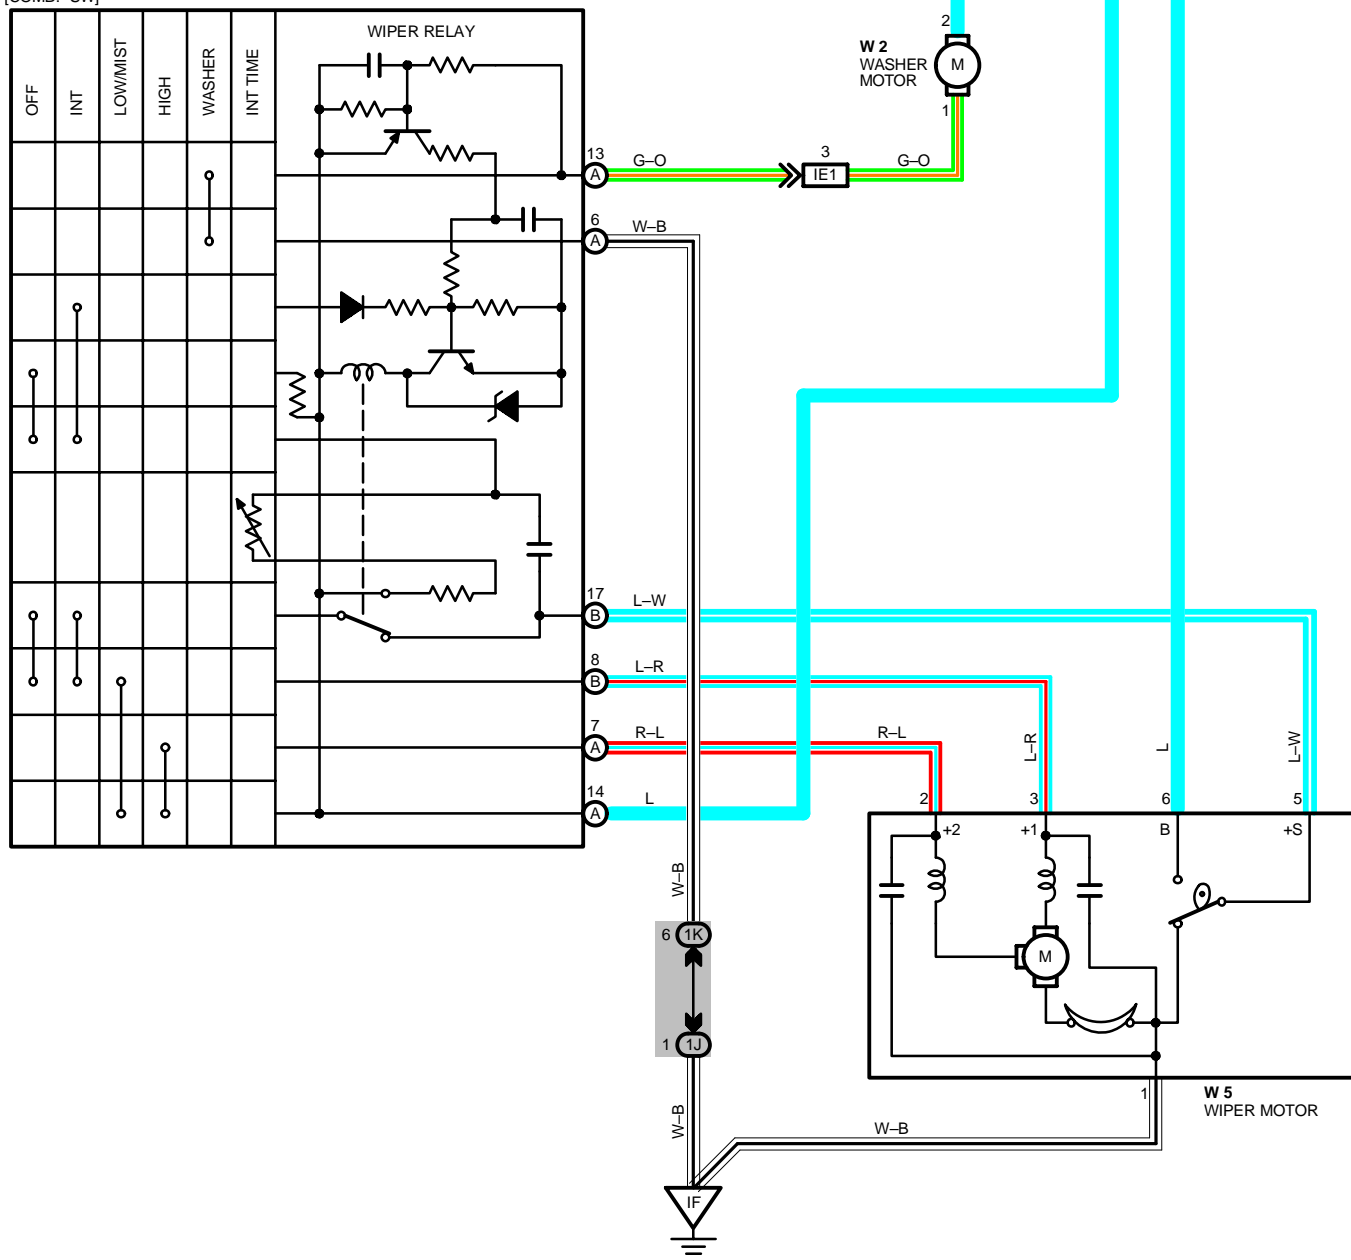 WIPER RELAY
OFF
INT
LOW/MIST
HIGH
WASHER
INT TIME
2
W 2
WASHER
MOTOR
M
1
13
A
G–O
3
IE1
G–O
6
A
W–B
17
B
L–W
8
B
L–R
7
A
R–L
R–L
14
A
L
L–R
L
L–W
2
3
6
5
+2
+1
B
+S
M
W–B
6
1K
1
1J
W–B
1
W 5
WIPER MOTOR
W–B
IF